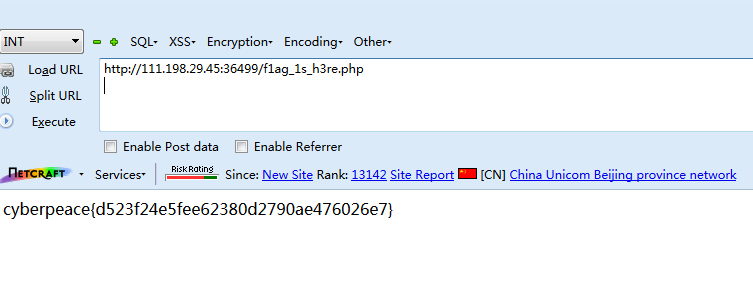 INT SQL XSS Encryption Encoding Other
Load URL
Split URL
Execute
http://111.198.29.45:36499/f1ag_1s_h3re.php
Enable Post data Enable Referrer
NETCRAFT Services Risk Rating Since: New Site Rank: 13142 Site Report [CN] China Unicom Beijing province network
cyberpeace{d523f24e5fee62380d2790ae476026e7}